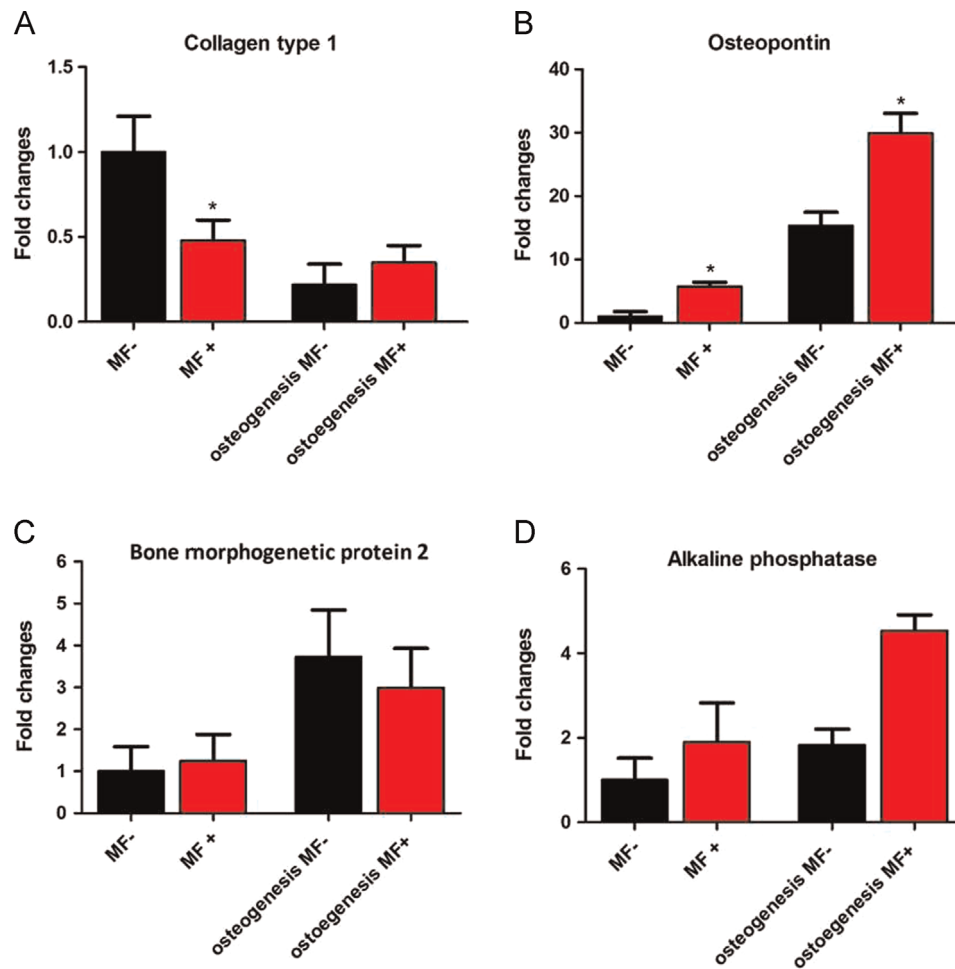 A
Collagen type 1
Fold changes
1.5
1.0
0.5
0.0
*
MF-
MF +
osteogenesis MF-
ostoegenesis MF+
B
Osteopontin
Fold changes
40
30
20
10
0
*
*
MF-
MF +
osteogenesis MF-
ostoegenesis MF+
C
Bone morphogenetic protein 2
Fold changes
6
5
4
3
2
1
0
MF-
MF +
osteogenesis MF-
ostoegenesis MF+
D
Alkaline phosphatase
Fold changes
6
4
2
0
MF-
MF +
osteogenesis MF-
ostoegenesis MF+